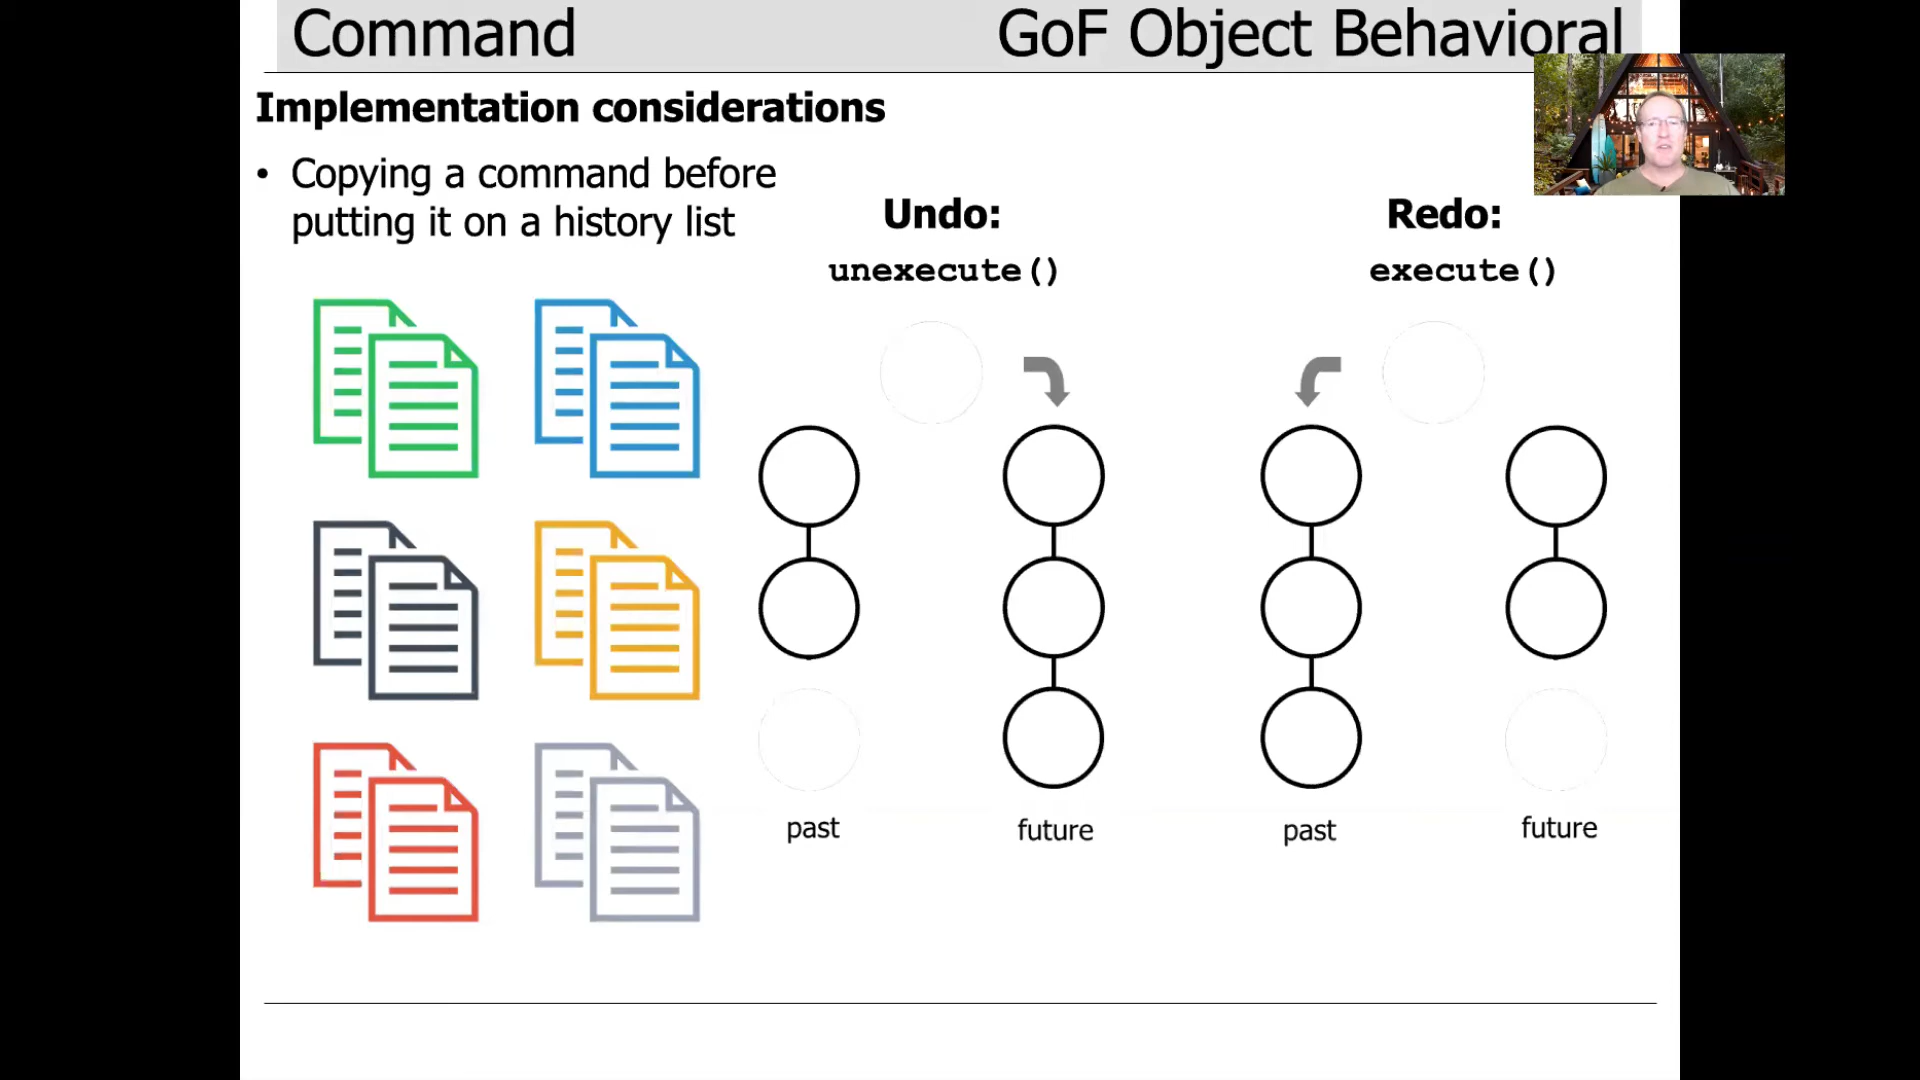 Command
GoF Object Behavioral
Implementation considerations
• Copying a command before
putting it on a history list
Undo:
unexecute()
Redo:
execute()
past
future
past
future